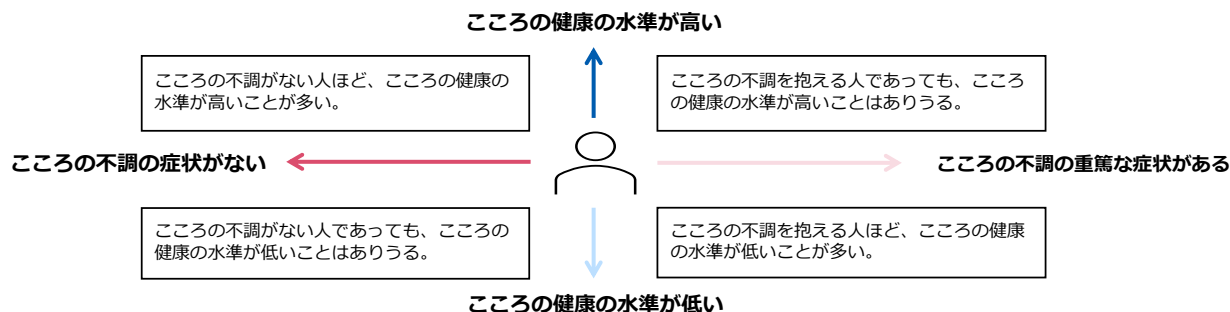 こころの健康の水準が高い
こころの不調がない人ほど、こころの健康の
水準が高いことが多い。
こころの不調を抱える人であっても、こころ
の健康の水準が高いことはありうる。
こころの不調の症状がない
こころの不調の重篤な症状がある
こころの不調がない人であっても、こころの
健康の水準が低いことはありうる。
こころの不調を抱える人ほど、こころの健康
の水準が低いことが多い。
こころの健康の水準が低い